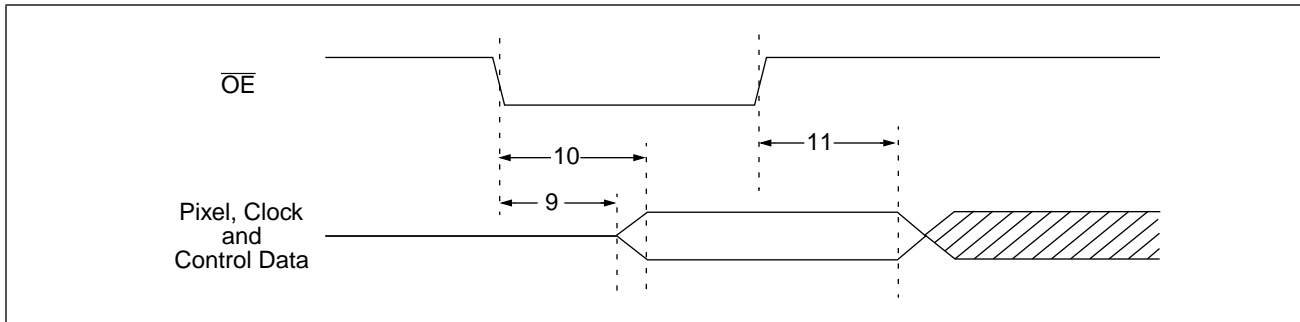 OE
10
11
9
Pixel, Clock
and
Control Data